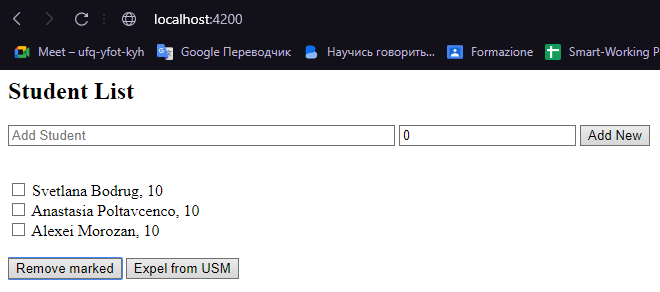 localhost:4200
Meet – ufq-yfot-kyh Google Переводчик Научись говорить... Formazione Smart-Working P
Student List
Add Student 0 Add New
Svetlana Bodrug, 10
Anastasia Poltavcenco, 10
Alexei Morozan, 10
Remove marked Expel from USM